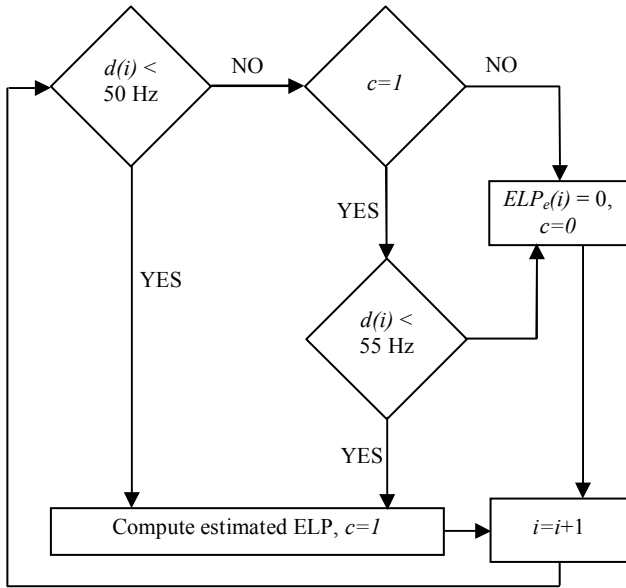 d(i) <
50 Hz
NO
c=1
NO
ELPe(i) = 0,
c=0
YES
YES
d(i) <
55 Hz
YES
Compute estimated ELP, c=1
i=i+1